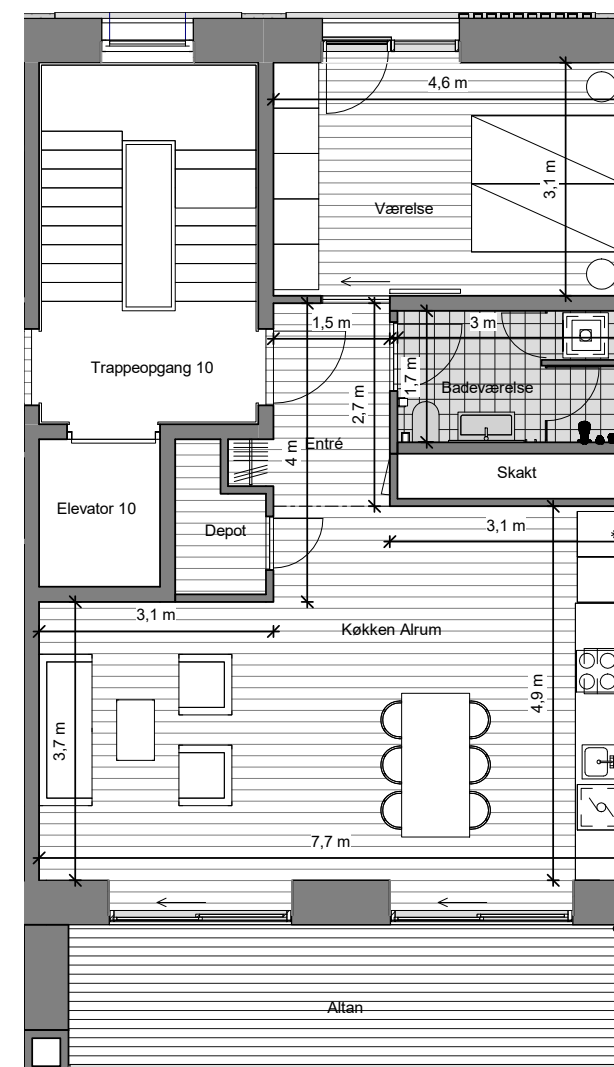 4,6 m
3,1 m
Værelse
1,5 m
3 m
Trappeopgang 10
1,7 m
Badeværelse
2,7 m
4 m
Entré
Skakt
Elevator 10
Depot
3,1 m
3,1 m
Køkken Alrum
4,9 m
3,7 m
7,7 m
Altan